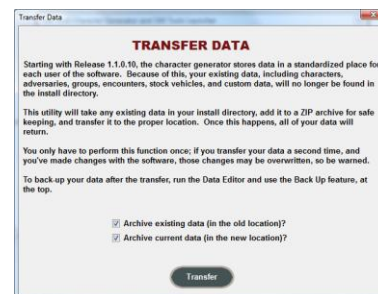 Transfer Data
TRANSFER DATA
Starting with Release 1.1.0.10, the character generator stores data in a standardized place for
each user of the software. Because of this, your existing data, including characters,
adversaries, groups, encounters, stock vehicles, and custom data, will no longer be found in
the install directory.
This utility will take any existing data in your install directory, add it to a ZIP archive for safe
keeping, and transfer it to the proper location. Once this happens, all of your data will
return.
You only have to perform this function once; if you transfer your data a second time, and
you've made changes with the software, those changes may be overwritten, so be warned.
To back-up your data after the transfer, run the Data Editor and use the Back Up feature, at
the top.
Archive existing data (in the old location)?
Archive current data (in the new location)?
Transfer